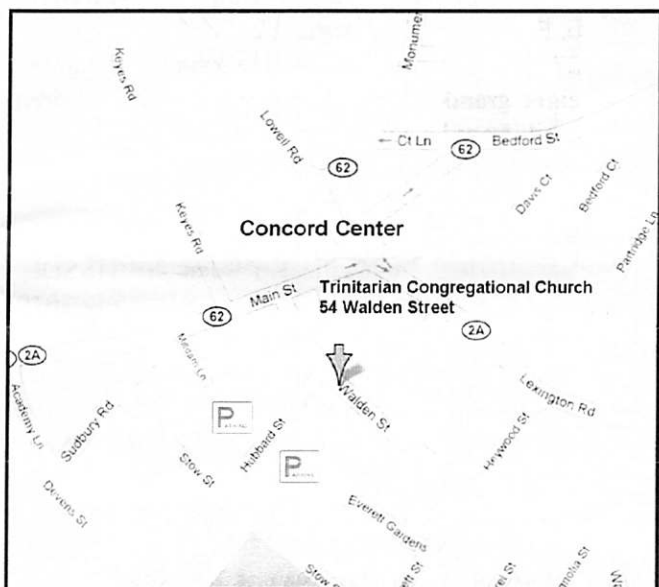 Keyes Rd
Lowell Rd
← Ct Ln
62
Bedford St
62
Davis Ct
Bedford Ct
Partridge Ln
Keyes Rd
Concord Center
Main St
Trinitarian Congregational Church
54 Walden Street
62
2A
2A
Academy Ln
Sudbury Rd
Walden St
Lexington Rd
P
Hubbard St
Heywood St
Stow St
P
Devens St
Everett Gardens